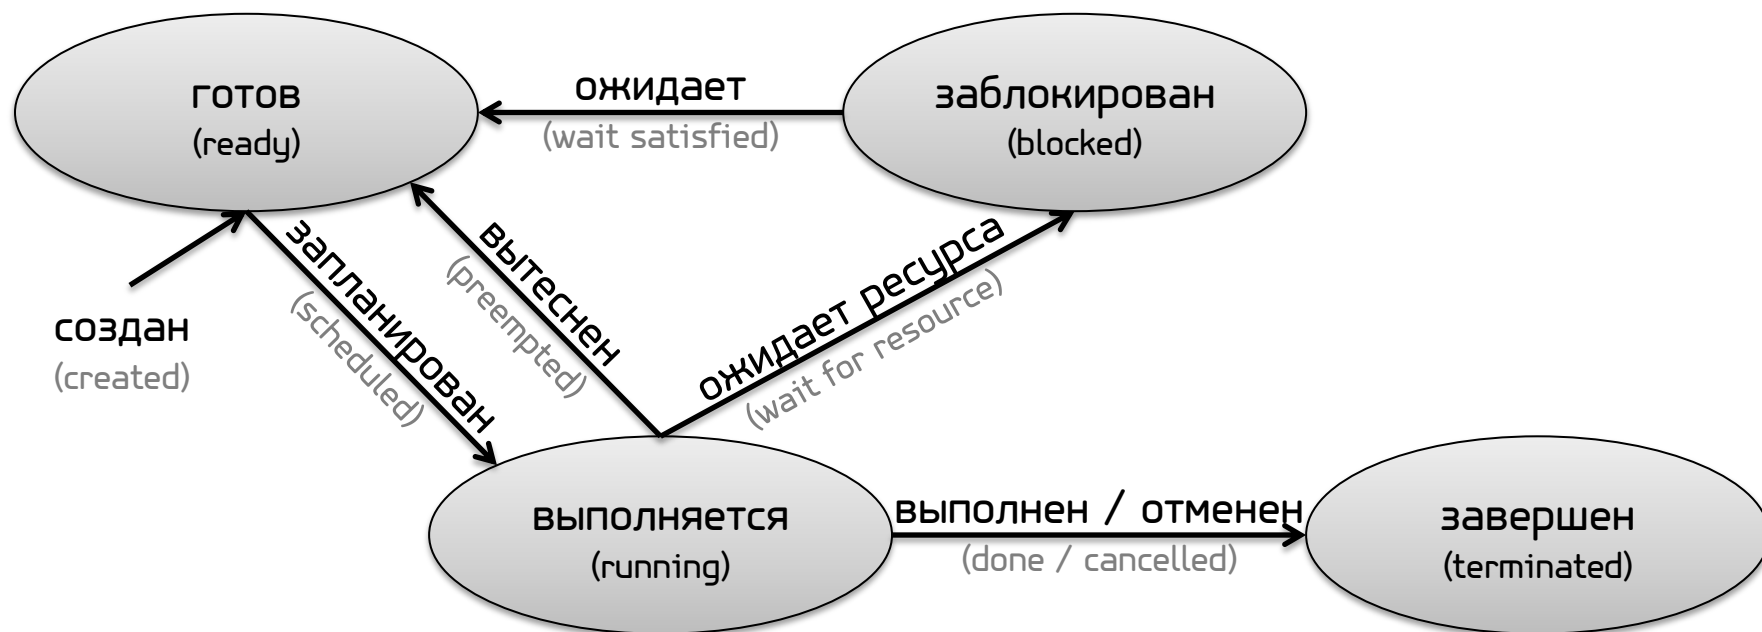 готов
(ready)
ожидает
(wait satisfied)
заблокирован
(blocked)
создан
(created)
запланирован
(scheduled)
вытеснен
(preempted)
ожидает ресурса
(wait for resource)
выполняется
(running)
выполнен / отменен
(done / cancelled)
завершен
(terminated)